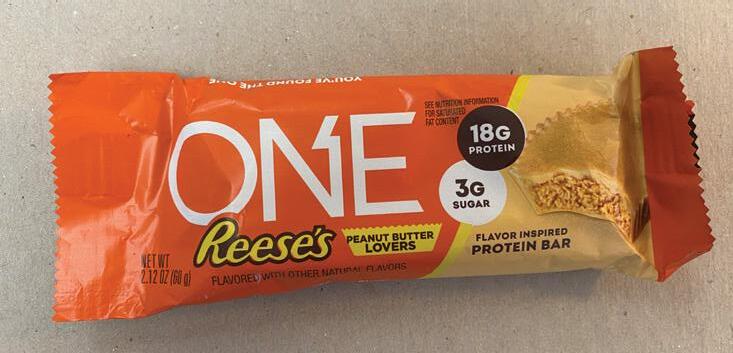 YOU'VE FOUND THE ONE
SEE NUTRITION INFORMATION
FOR SATURATED
FAT CONTENT
18G
PROTEIN
ONE
3G
SUGAR
Reese's
PEANUT BUTTER
LOVERS
FLAVOR INSPIRED
PROTEIN BAR
NET WT
2.12 OZ (60 g)
FLAVORED WITH OTHER NATURAL FLAVORS